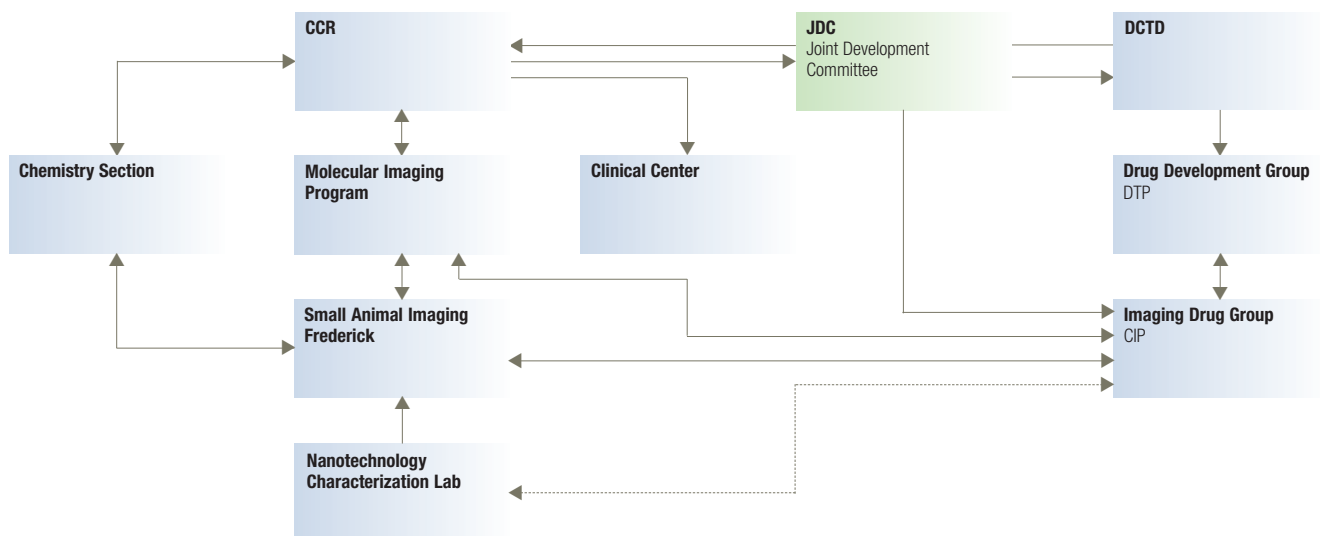 CCR
JDC
Joint Development
Committee
DCTD
Chemistry Section
Molecular Imaging
Program
Clinical Center
Drug Development Group
DTP
Small Animal Imaging
Frederick
Imaging Drug Group
CIP
Nanotechnology
Characterization Lab